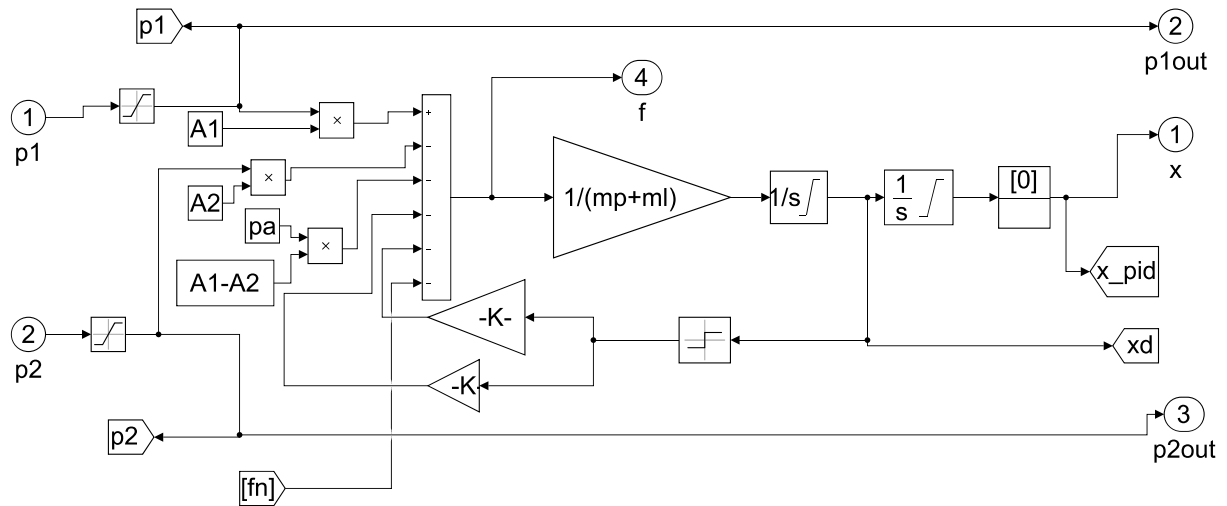 p1
2
p1out
4
f
1
p1
A1
×
+
−
−
−
−
−
1
x
×
A2
pa
×
1/(mp+ml)
1/s
1
s
[0]
A1-A2
x_pid
-K-
2
p2
xd
-K-
p2
3
p2out
[fn]